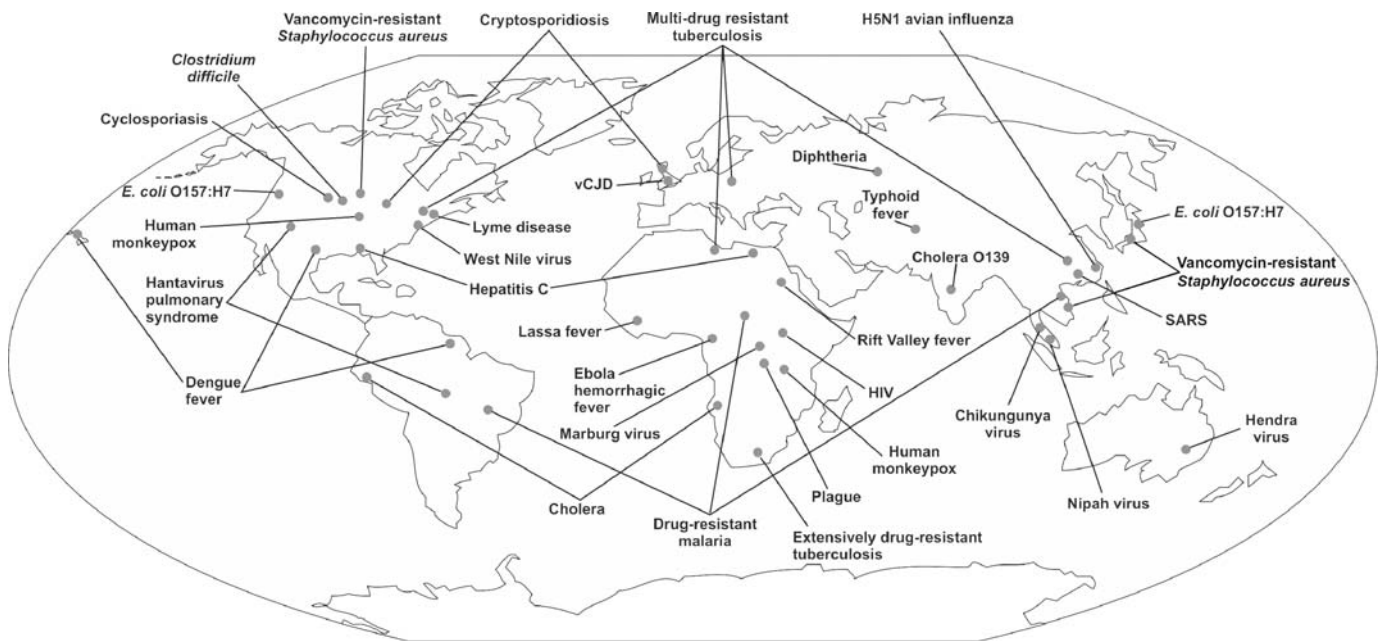 Vancomycin-resistant
Staphylococcus aureus
Cryptosporidiosis
Multi-drug resistant
tuberculosis
H5N1 avian influenza
Clostridium
difficile
Cyclosporiasis
E. coli O157:H7
Human
monkeypox
Hantavirus
pulmonary
syndrome
Dengue
fever
Lyme disease
West Nile virus
Hepatitis C
vCJD
Diphtheria
Typhoid
fever
Cholera O139
E. coli O157:H7
Vancomycin-resistant
Staphylococcus aureus
SARS
Lassa fever
Rift Valley fever
Ebola
hemorrhagic
fever
HIV
Marburg virus
Chikungunya
virus
Hendra
virus
Human
monkeypox
Plague
Nipah virus
Cholera
Drug-resistant
malaria
Extensively drug-resistant
tuberculosis